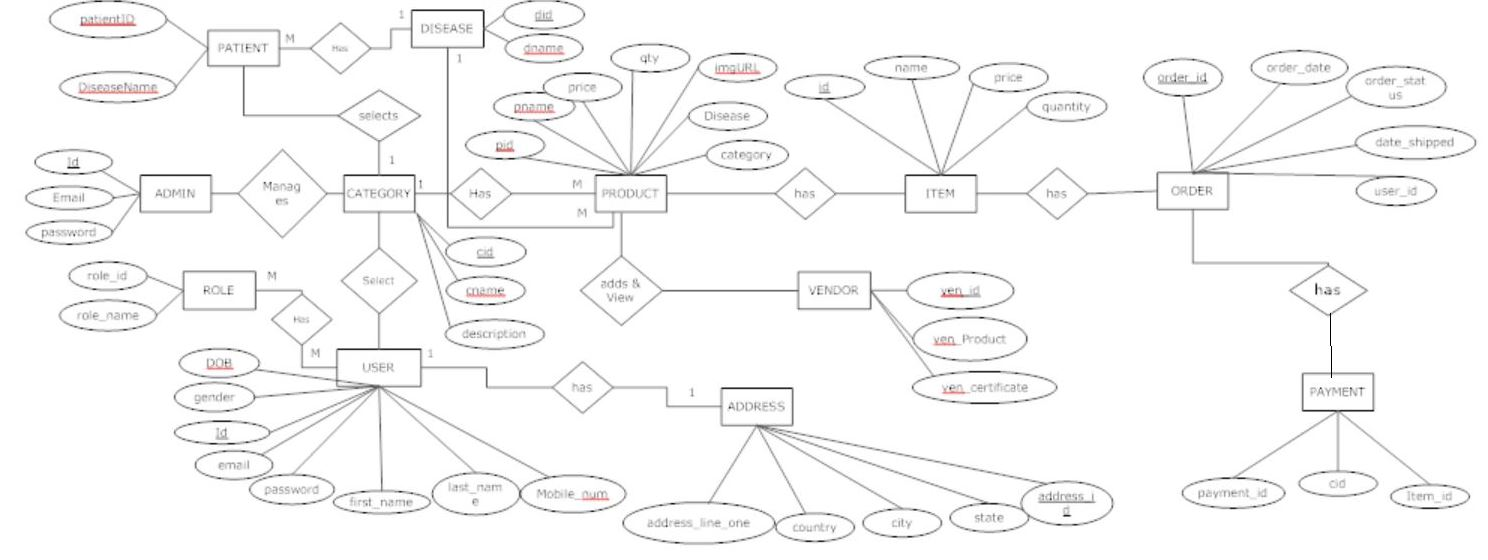 patientID
1
DISEASE
did
PATIENT
M
Has
dname
DiseaseName
1
qty
imgURL
price
pname
Disease
pid
category
selects
1
id
name
price
quantity
order_id
order_date
order_stat
us
date_shipped
user_id
Id
Email
password
ADMIN
Manag
es
CATEGORY
1
Has
M
PRODUCT
M
has
ITEM
has
ORDER
cid
cname
description
role_id
role_name
ROLE
M
Has
M
Select
adds &
View
VENDOR
ven_id
ven_Product
ven_certificate
has
USER
1
has
1
ADDRESS
PAYMENT
DOB
gender
Id
email
password
first_name
last_nam
e
Mobile_num
address_line_one
country
city
state
address_i
d
payment_id
cid
Item_id